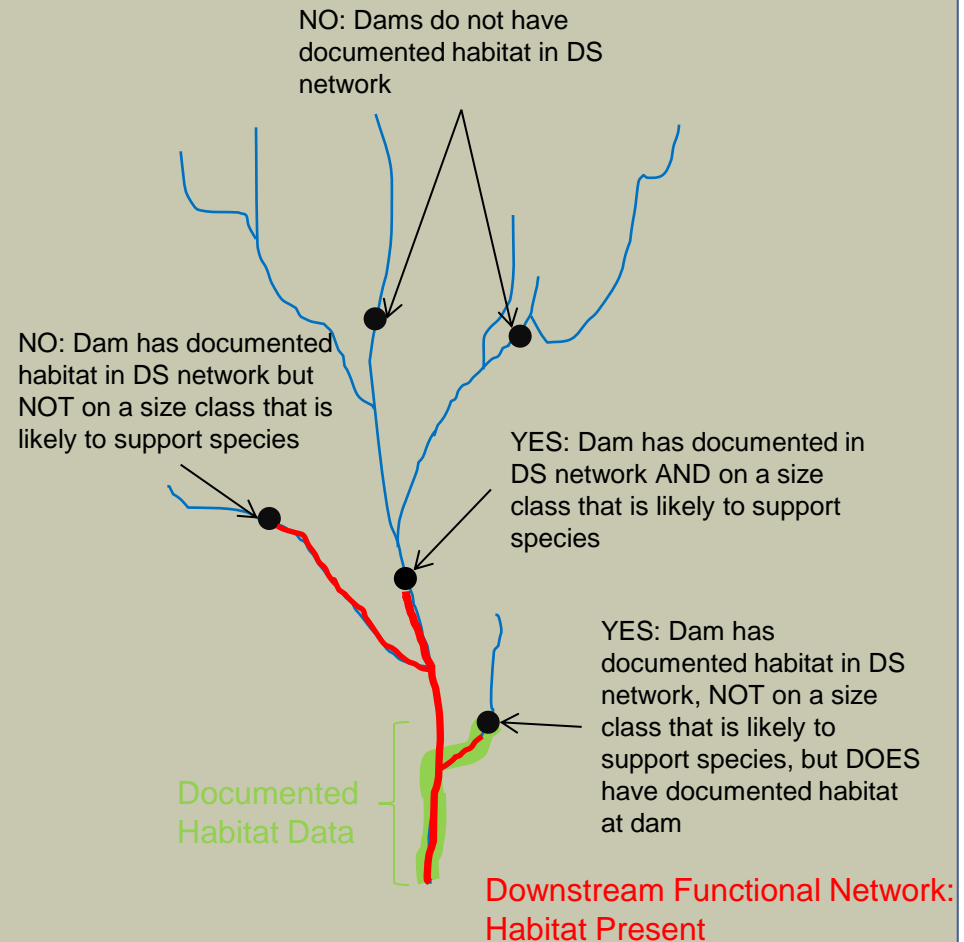 NO: Dams do not have
documented habitat in DS
network
NO: Dam has documented
habitat in DS network but
NOT on a size class that is
likely to support species
YES: Dam has documented in
DS network AND on a size
class that is likely to support
species
YES: Dam has
documented habitat in DS
network, NOT on a size
class that is likely to
support species, but DOES
have documented habitat
at dam
Documented
Habitat Data
Downstream Functional Network:
Habitat Present